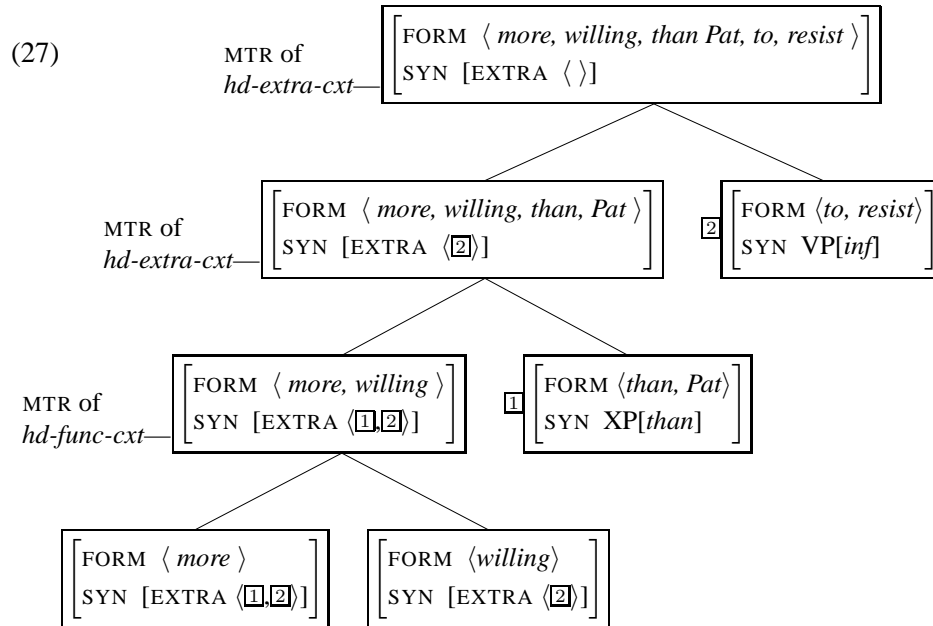 (27)
MTR of
hd-extra-cxt
FORM ⟨ more, willing, than Pat, to, resist ⟩
SYN [EXTRA ⟨ ⟩]
MTR of
hd-extra-cxt
FORM ⟨ more, willing, than, Pat ⟩
SYN [EXTRA ⟨2⟩]
2
FORM ⟨to, resist⟩
SYN VP[inf]
MTR of
hd-func-cxt
FORM ⟨ more, willing ⟩
SYN [EXTRA ⟨1,2⟩]
1
FORM ⟨than, Pat⟩
SYN XP[than]
FORM ⟨ more ⟩
SYN [EXTRA ⟨1,2⟩]
FORM ⟨willing⟩
SYN [EXTRA ⟨2⟩]